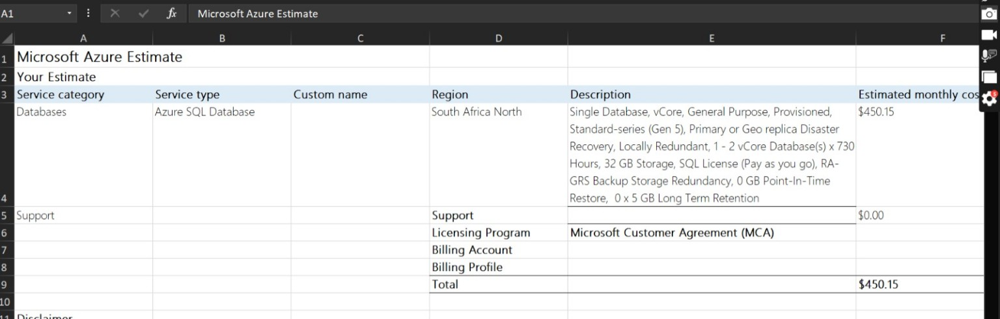 A1 fx Microsoft Azure Estimate
A B C D E F
1 Microsoft Azure Estimate
2 Your Estimate
3 Service category Service type Custom name Region Description Estimated monthly cos
Databases Azure SQL Database South Africa North Single Database, vCore, General Purpose, Provisioned, $450.15
Standard-series (Gen 5), Primary or Geo replica Disaster
Recovery, Locally Redundant, 1 - 2 vCore Database(s) x 730
Hours, 32 GB Storage, SQL License (Pay as you go), RA-
GRS Backup Storage Redundancy, 0 GB Point-In-Time
4 Restore, 0 x 5 GB Long Term Retention
5 Support Support $0.00
6 Licensing Program Microsoft Customer Agreement (MCA)
7 Billing Account
8 Billing Profile
9 Total $450.15
10
11 Disclaimer